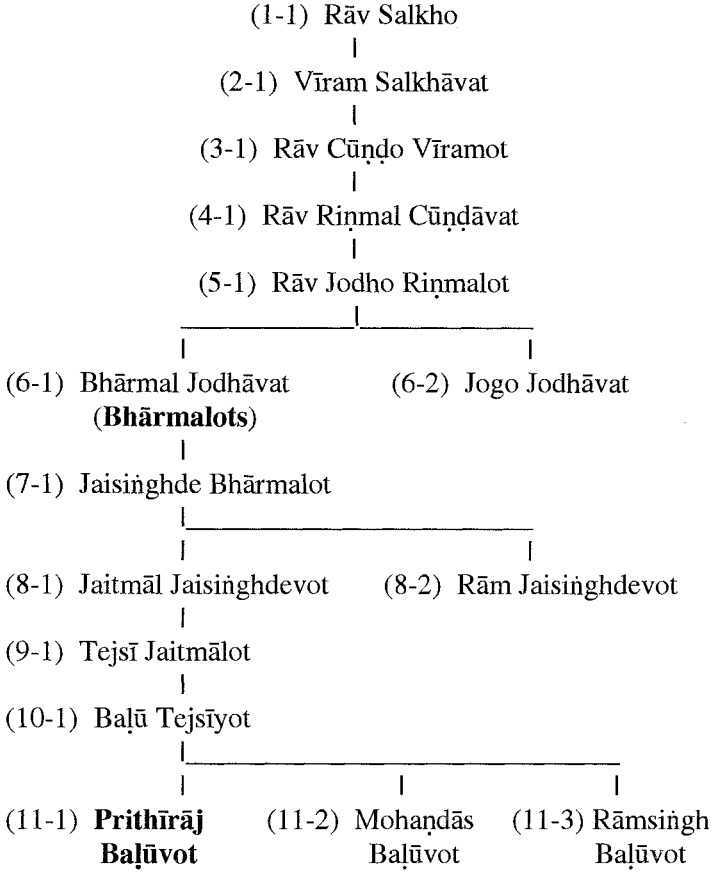 (1-1) Rāv Salkho
(2-1) Vīram Salkhāvat
(3-1) Rāv Cūṇḍo Vīramot
(4-1) Rāv Riṇmal Cūṇḍāvat
(5-1) Rāv Jodho Riṇmalot
(6-1) Bhārmal Jodhāvat (6-2) Jogo Jodhāvat
(Bhārmalots)
(7-1) Jaisiṅghde Bhārmalot
(8-1) Jaitmāl Jaisiṅghdevot (8-2) Rām Jaisiṅghdevot
(9-1) Tejsī Jaitmālot
(10-1) Baḷū Tejsīyot
(11-1) Prithīrāj (11-2) Mohaṇdās (11-3) Rāmsiṅgh
Baḷūvot Baḷūvot Baḷūvot